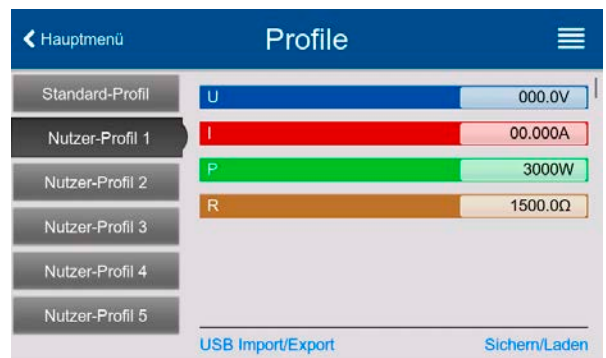 Hauptmenü
Profile
Standard-Profil
Nutzer-Profil 1
Nutzer-Profil 2
Nutzer-Profil 3
Nutzer-Profil 4
Nutzer-Profil 5
U 000.0V
I 00.000A
P 3000W
R 1500.0Ω
USB Import/Export Sichern/Laden